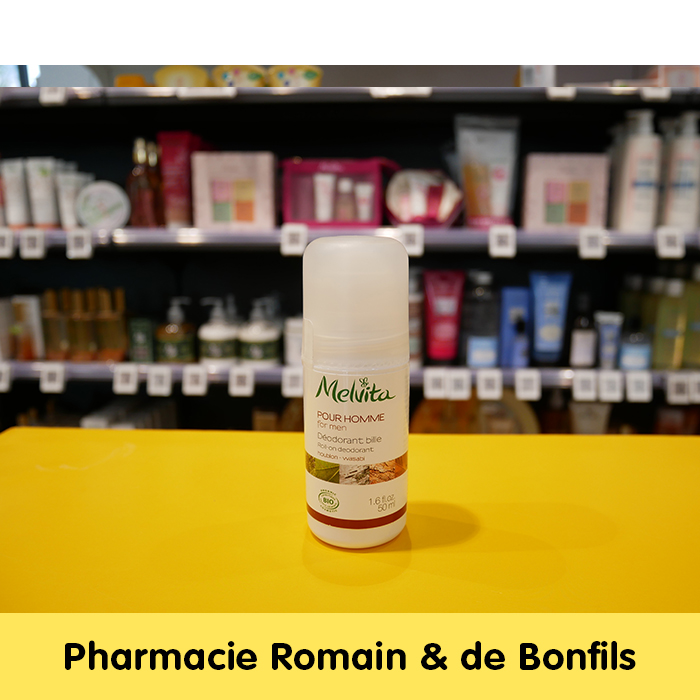 Melvita
POUR HOMME
for men
Déodorant bille
Roll-on deodorant
houblon - wasabi
BIO
1.6 fl.oz
50 ml
Pharmacie Romain & de Bonfils